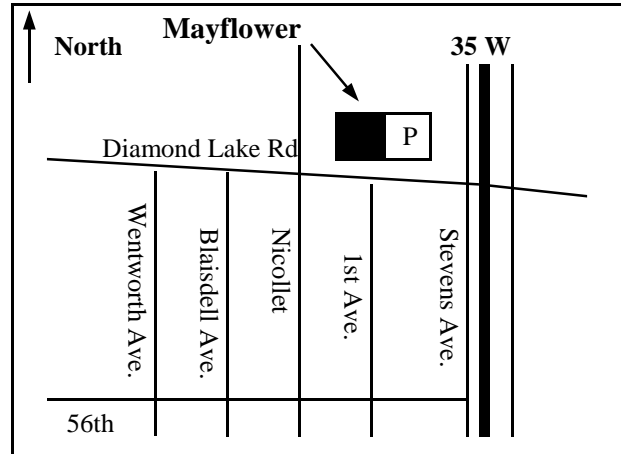 Mayflower
North
35 W
P
Diamond Lake Rd
Wentworth Ave.
Blaisdell Ave.
Nicollet
1st Ave.
Stevens Ave.
56th